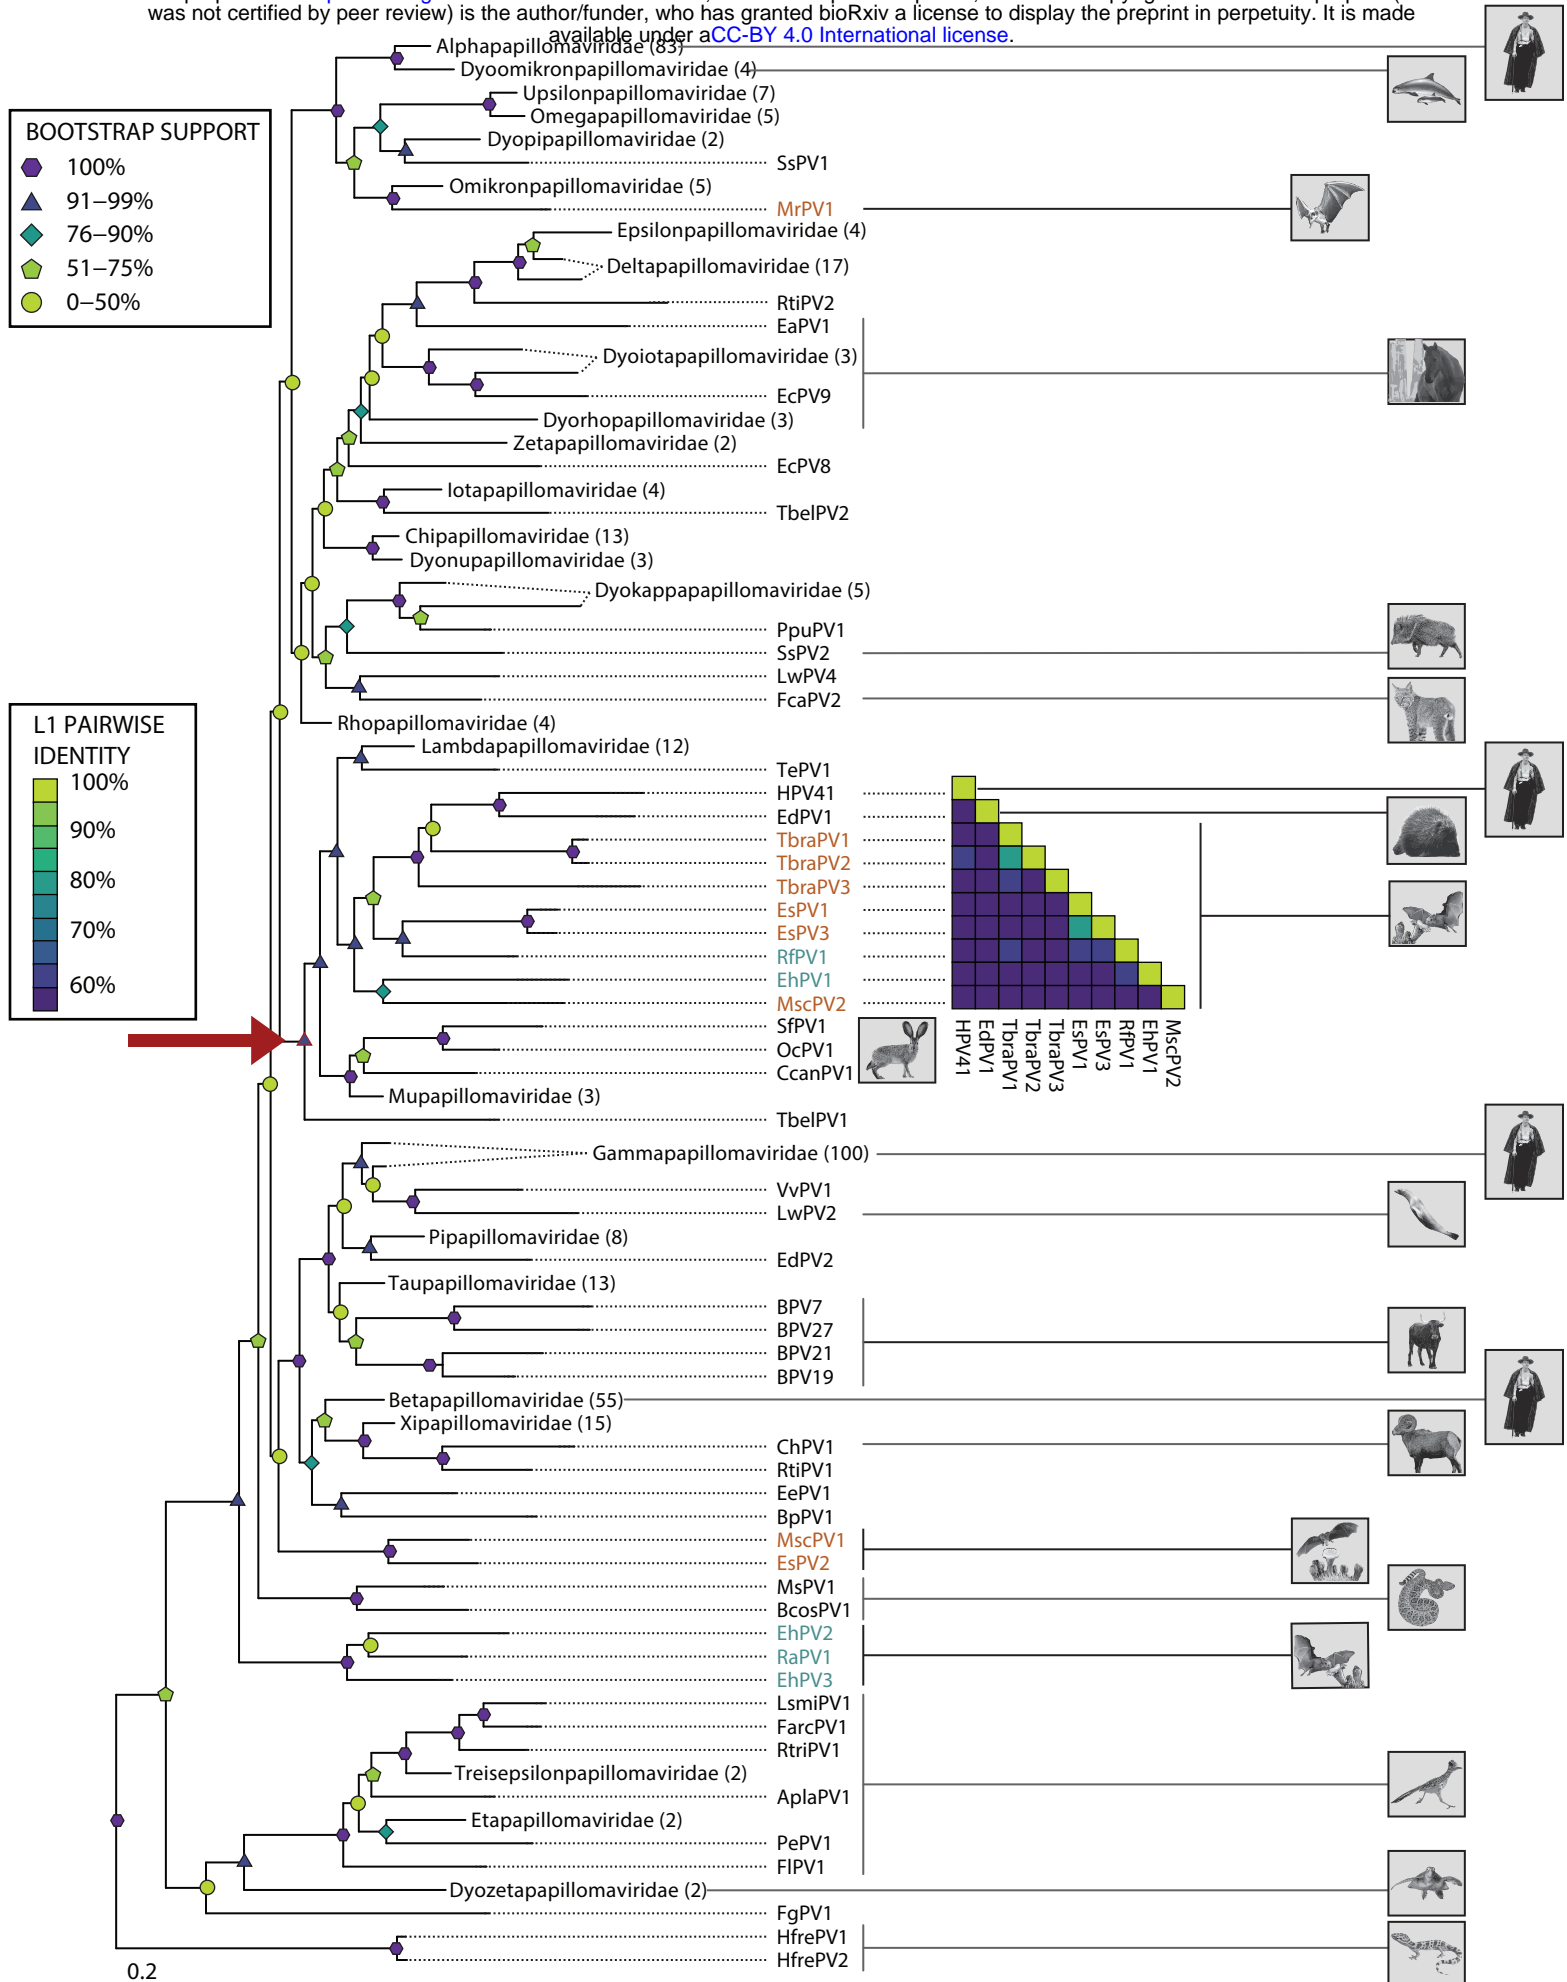 was not certified by peer review) is the author/funder, who has granted bioRxiv a license to display the preprint in perpetuity. It is made
available under aCC-BY 4.0 International license.
Alphapapillomaviridae (83)
Dyoomikronpapillomaviridae (4)
Upsilonpapillomaviridae (7)
Omegapapillomaviridae (5)
Dyopipapillomaviridae (2)
SsPV1
Omikronpapillomaviridae (5)
MrPV1
Epsilonpapillomaviridae (4)
Deltapapillomaviridae (17)
RtiPV2
EaPV1
Dyoiotapapillomaviridae (3)
EcPV9
Dyorhopapillomaviridae (3)
Zetapapillomaviridae (2)
EcPV8
Iotapapillomaviridae (4)
TbelPV2
Chipapillomaviridae (13)
Dyonupapillomaviridae (3)
Dyokappapapillomaviridae (5)
PpuPV1
SsPV2
LwPV4
FcaPV2
Rhopapillomaviridae (4)
Lambdapapillomaviridae (12)
TePV1
HPV41
EdPV1
TbraPV1
TbraPV2
TbraPV3
EsPV1
EsPV3
RfPV1
EhPV1
MscPV2
SfPV1
OcPV1
CcanPV1
Mupapillomaviridae (3)
TbelPV1
Gammapapillomaviridae (100)
VvPV1
LwPV2
Pipapillomaviridae (8)
EdPV2
Taupapillomaviridae (13)
BPV7
BPV27
BPV21
BPV19
Betapapillomaviridae (55)
Xipapillomaviridae (15)
ChPV1
RtiPV1
EePV1
BpPV1
MscPV1
EsPV2
MsPV1
BcosPV1
EhPV2
RaPV1
EhPV3
LsmiPV1
FarcPV1
RtriPV1
Treisepsilonpapillomaviridae (2)
AplaPV1
Etapapillomaviridae (2)
PePV1
FlPV1
Dyozetapapillomaviridae (2)
FgPV1
HfrePV1
HfrePV2
0.2
BOOTSTRAP SUPPORT
100%
91–99%
76–90%
51–75%
0–50%
L1 PAIRWISE
IDENTITY
100%
90%
80%
70%
60%
HPV41
EdPV1
TbraPV1
TbraPV2
TbraPV3
EsPV1
EsPV3
RfPV1
EhPV1
MscPV2